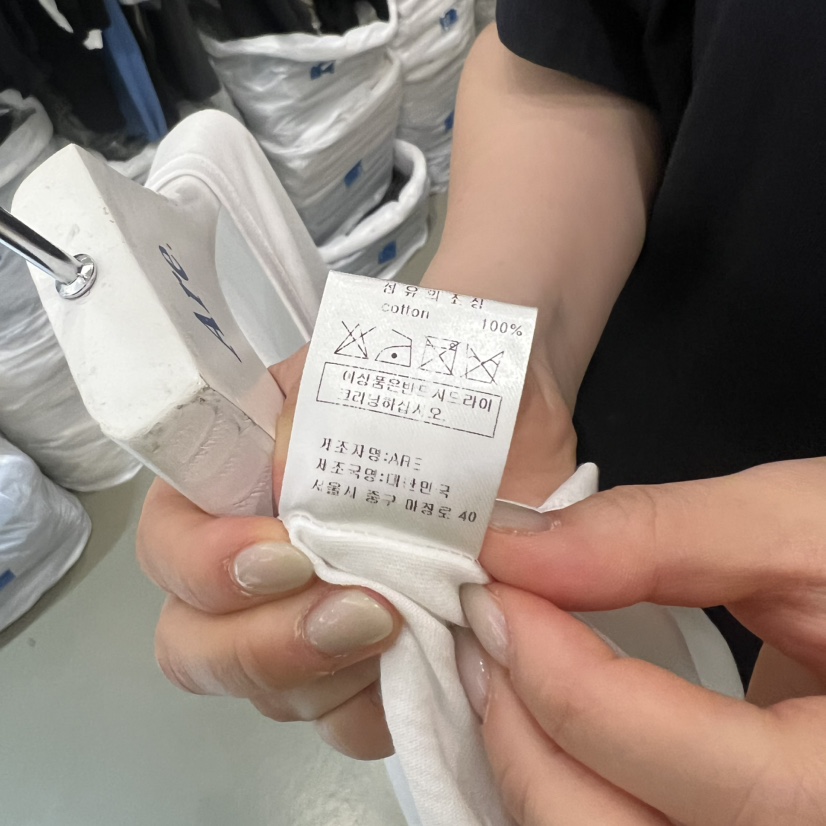 Are.
섬유의조성
cotton 100%
이상품은반드시드라이
크리닝하십시오.
제조자명:ARE
제조국명:대한민국
서울시 중구 마장로 40